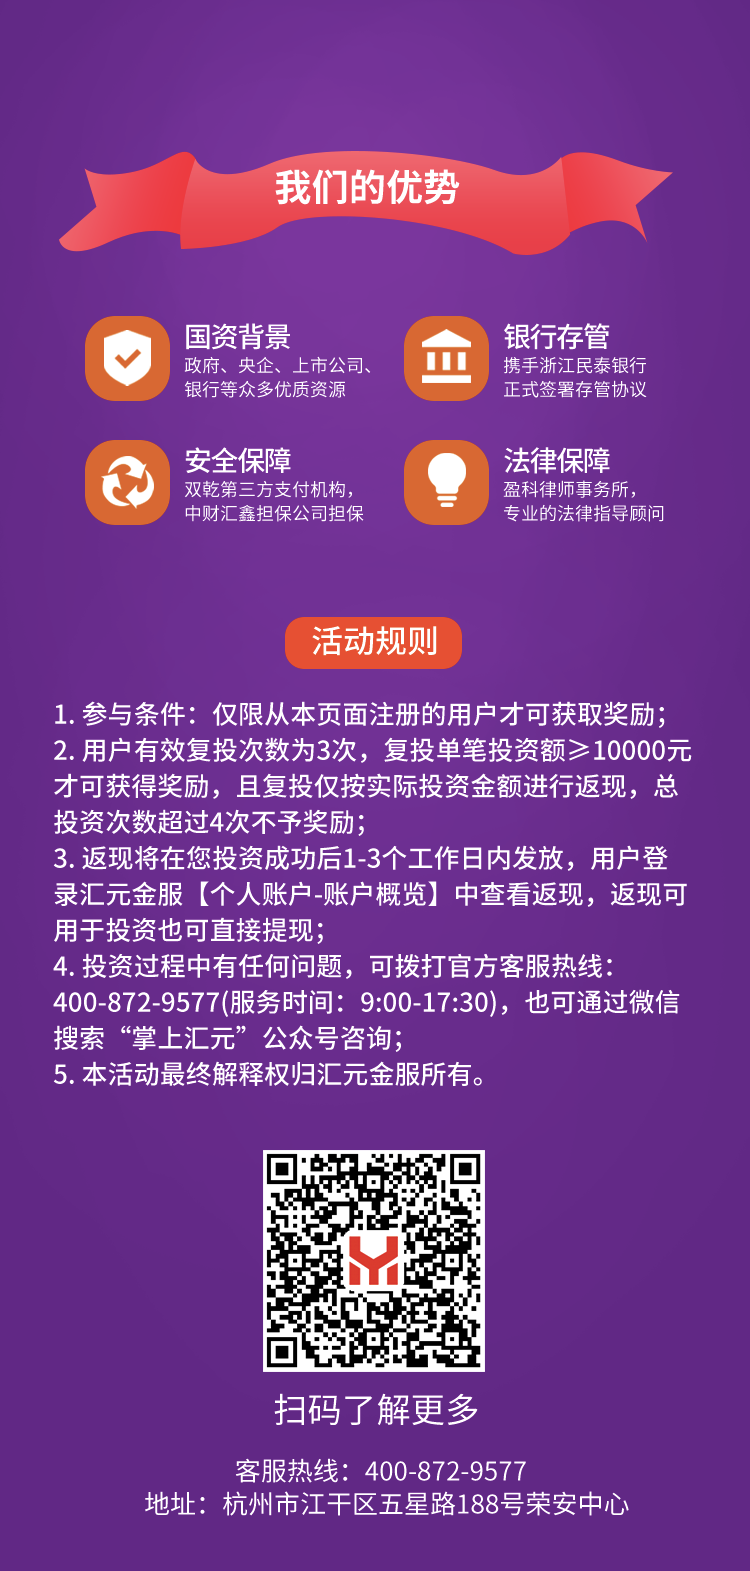 我们的优势
国资背景
政府、央企、上市公司、
银行等众多优质资源
银行存管
携手浙江民泰银行
正式签署存管协议
安全保障
双乾第三方支付机构，
中财汇鑫担保公司担保
法律保障
盈科律师事务所，
专业的法律指导顾问
活动规则
1. 参与条件：仅限从本页面注册的用户才可获取奖励；
2. 用户有效复投次数为3次，复投单笔投资额≥10000元
才可获得奖励，且复投仅按实际投资金额进行返现，总
投资次数超过4次不予奖励；
3. 返现将在您投资成功后1-3个工作日内发放，用户登
录汇元金服【个人账户-账户概览】中查看返现，返现可
用于投资也可直接提现；
4. 投资过程中有任何问题，可拨打官方客服热线：
400-872-9577(服务时间：9:00-17:30)，也可通过微信
搜索“掌上汇元”公众号咨询；
5. 本活动最终解释权归汇元金服所有。
扫码了解更多
客服热线：400-872-9577
地址：杭州市江干区五星路188号荣安中心